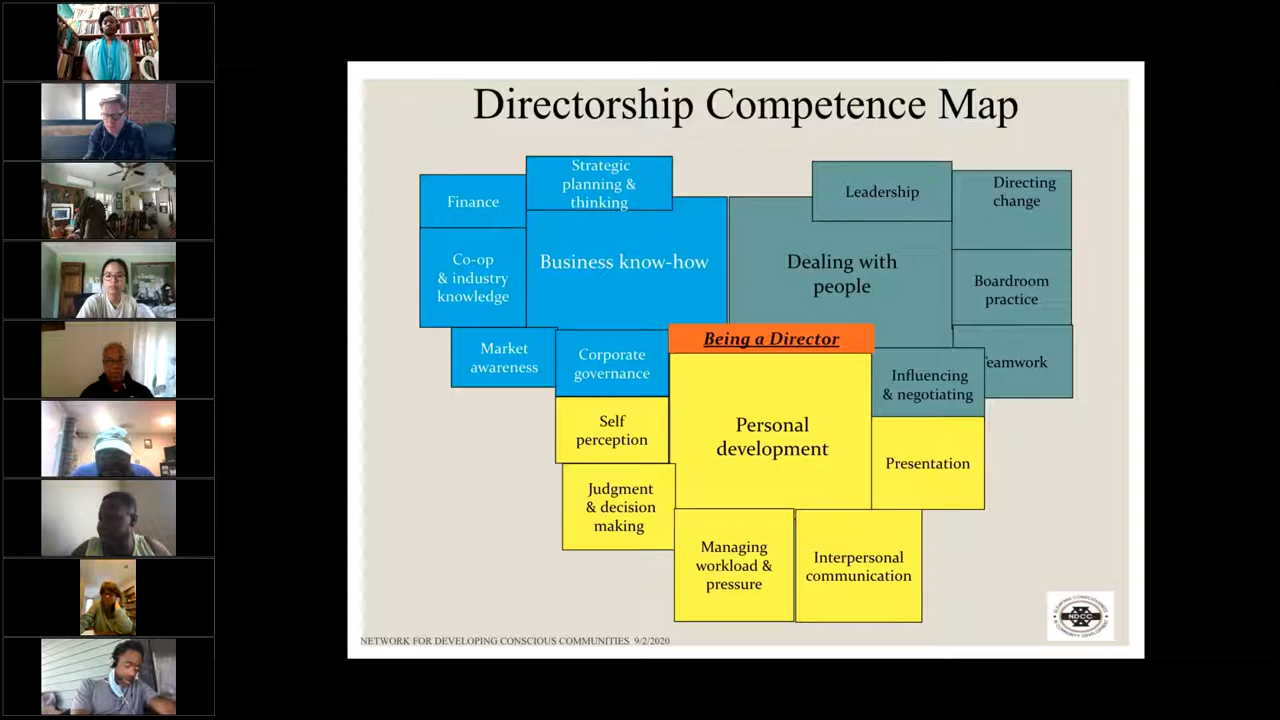 Directorship Competence Map
Strategic
planning &
thinking
Finance
Co-op
& industry
knowledge
Business know-how
Market
awareness
Corporate
governance
Leadership
Directing
change
Dealing with
people
Boardroom
practice
Teamwork
Influencing
& negotiating
Being a Director
Self
perception
Personal
development
Presentation
Judgment
& decision
making
Managing
workload &
pressure
Interpersonal
communication
NETWORK FOR DEVELOPING CONSCIOUS COMMUNITIES 9/2/2020
NDCC